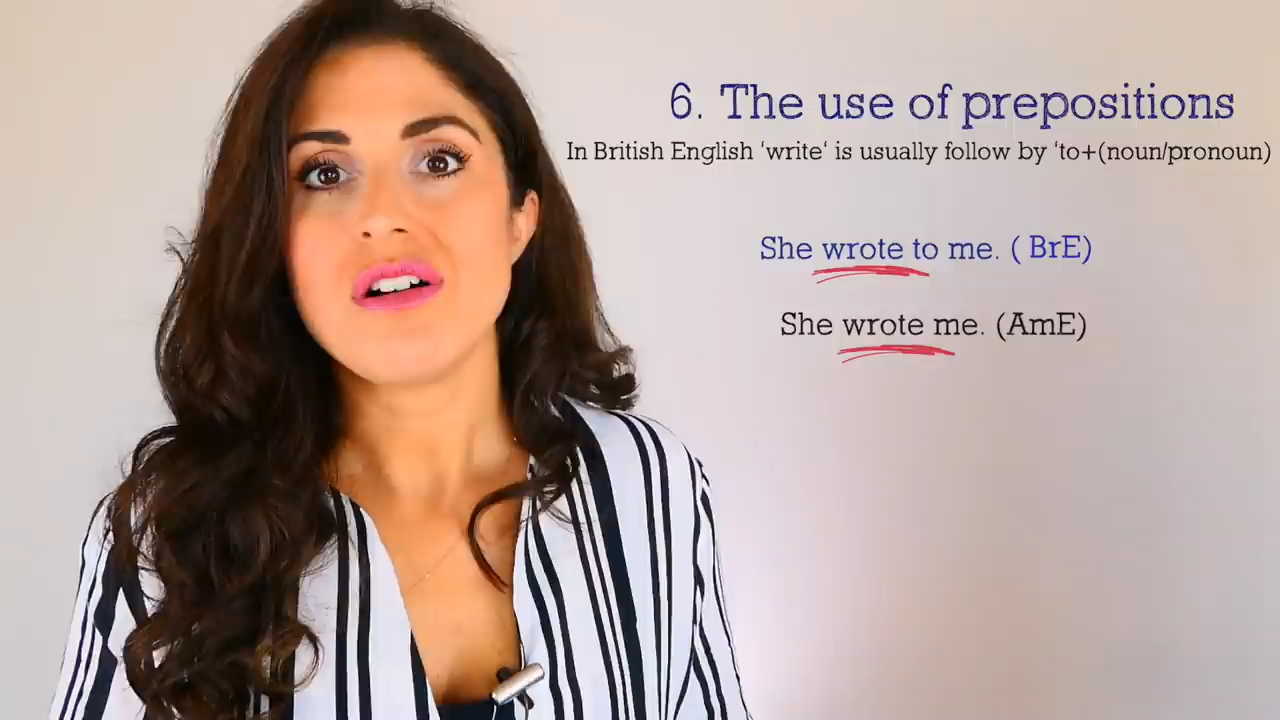 6. The use of prepositions
In British English 'write' is usually follow by 'to+(noun/pronoun)
She wrote to me. ( BrE)
She wrote me. (AmE)